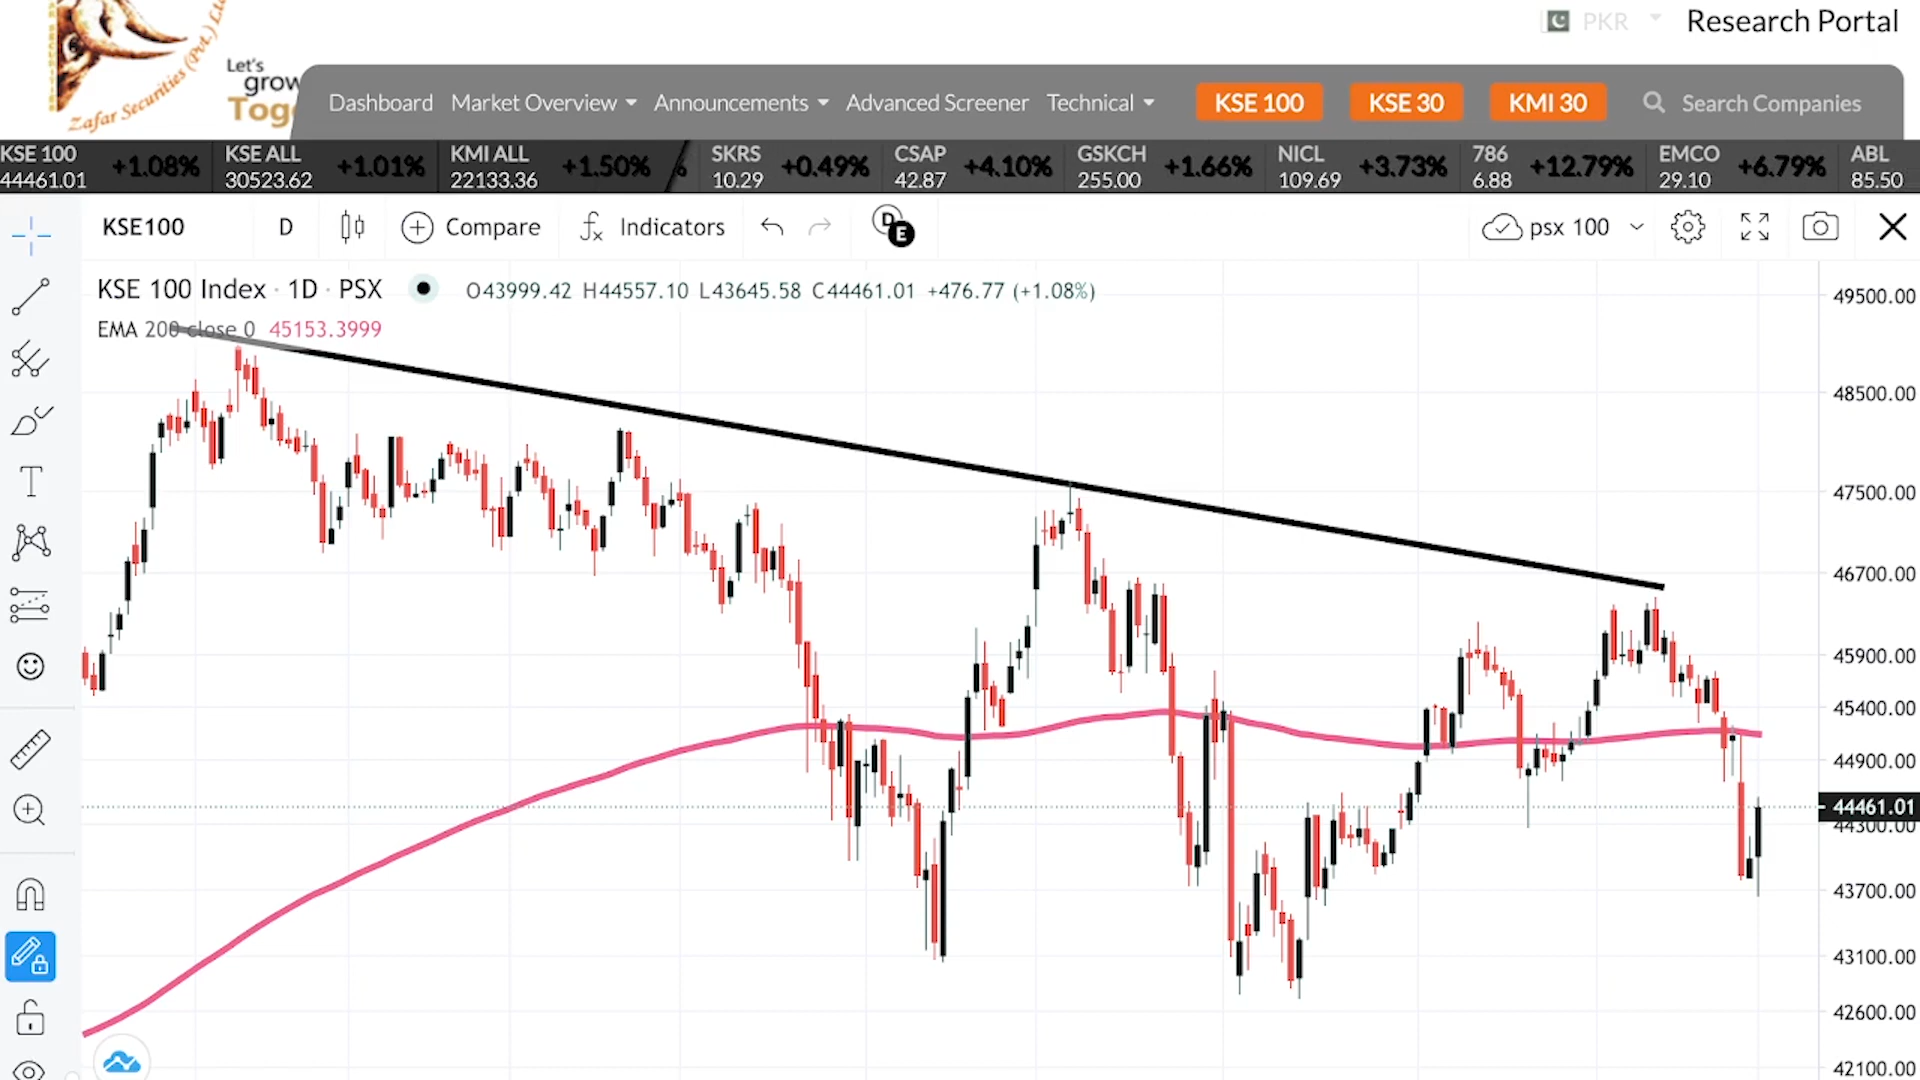 Zafar Securities (Pvt.) Lt
Let's
grow
Tog
PKR
Research Portal
Dashboard Market Overview Announcements Advanced Screener Technical KSE 100 KSE 30 KMI 30 Search Companies
KSE 100 44461.01 +1.08%
KSE ALL 30523.62 +1.01%
KMI ALL 22133.36 +1.50%
%
SKRS 10.29 +0.49%
CSAP 42.87 +4.10%
GSKCH 255.00 +1.66%
NICL 109.69 +3.73%
786 6.88 +12.79%
EMCO 29.10 +6.79%
ABL 85.50
KSE100 D Compare Indicators D E psx 100
KSE 100 Index · 1D · PSX O43999.42 H44557.10 L43645.58 C44461.01 +476.77 (+1.08%)
EMA 200 close 0 45153.3999
T
49500.00
48500.00
47500.00
46700.00
45900.00
45400.00
44900.00
44461.01
44300.00
43700.00
43100.00
42600.00
42100.00